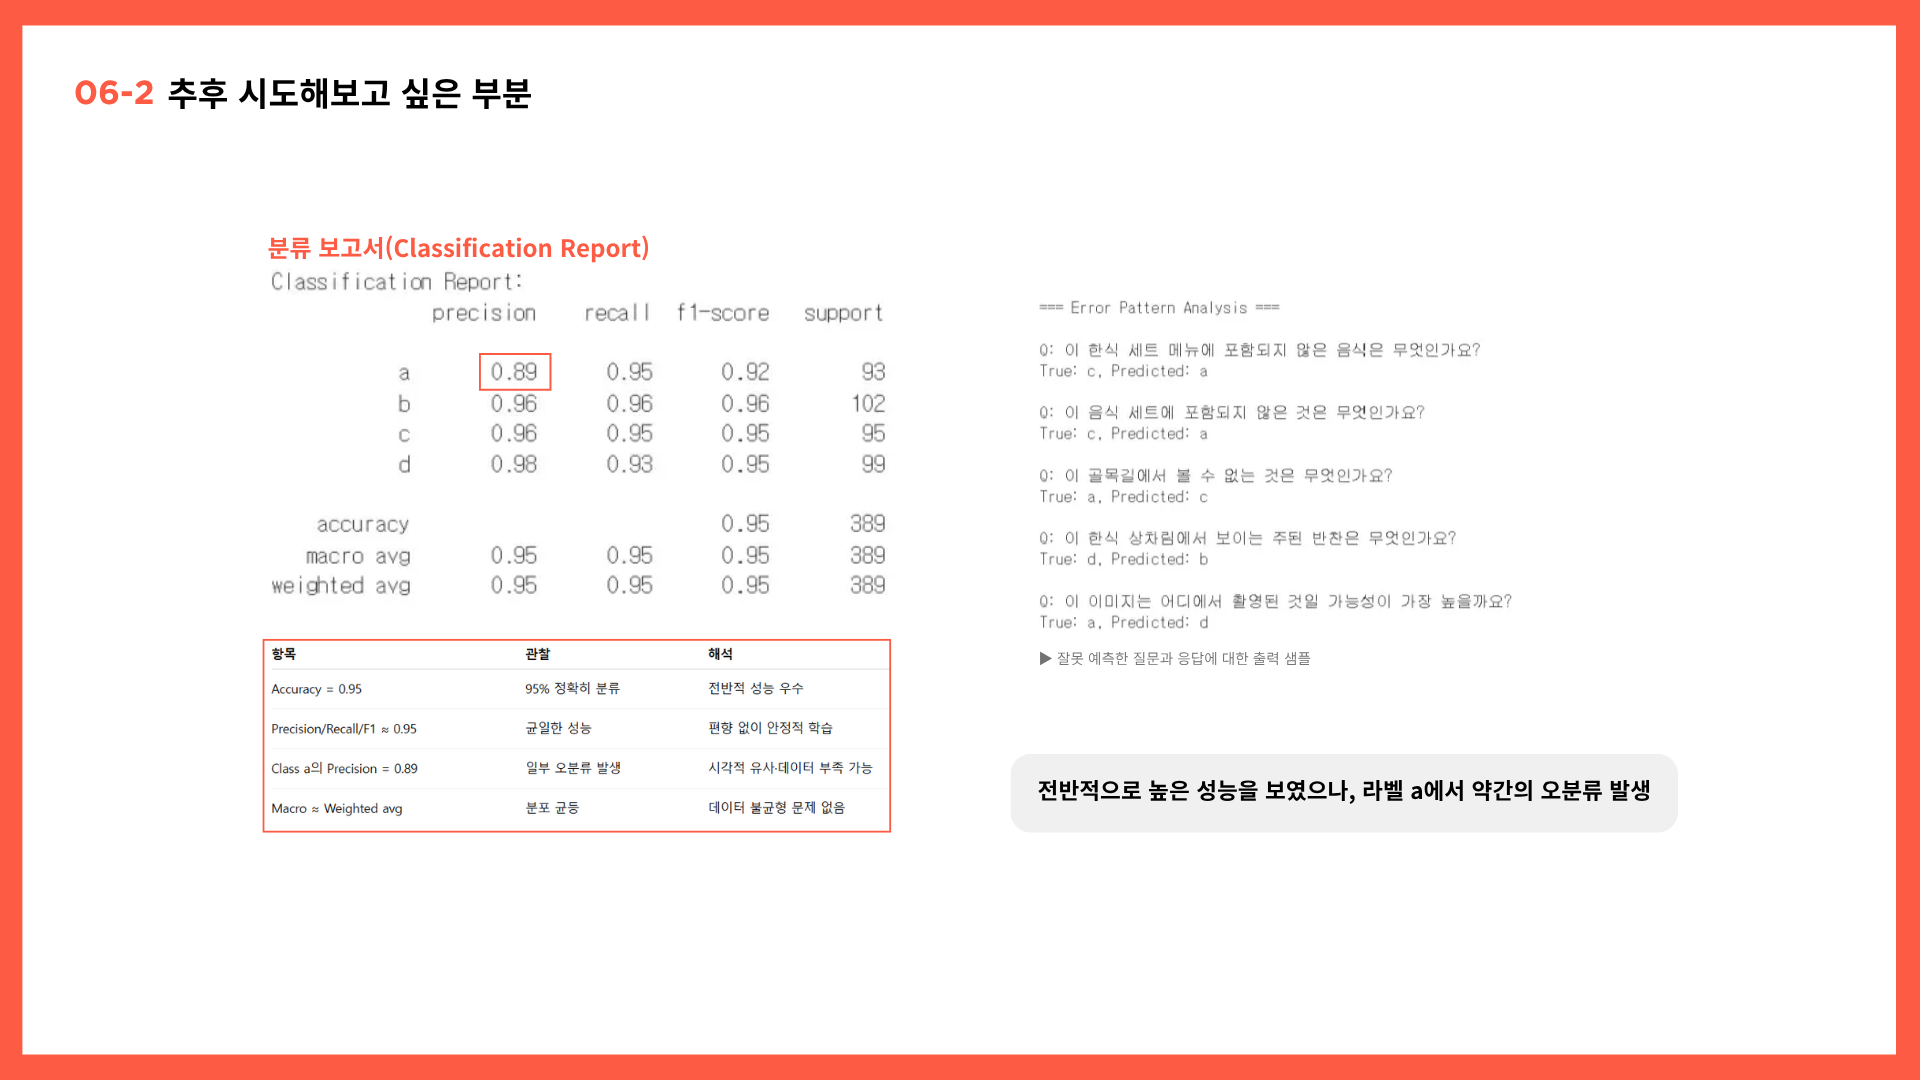 06-2 추후 시도해보고 싶은 부분
분류 보고서(Classification Report)
Classification Report:
precision recall f1-score support
a 0.89 0.95 0.92 93
b 0.96 0.96 0.96 102
c 0.96 0.95 0.95 95
d 0.98 0.93 0.95 99
accuracy 0.95 389
macro avg 0.95 0.95 0.95 389
weighted avg 0.95 0.95 0.95 389
항목 관찰 해석
Accuracy = 0.95 95% 정확히 분류 전반적 성능 우수
Precision/Recall/F1 ≈ 0.95 균일한 성능 편향 없이 안정적 학습
Class a의 Precision = 0.89 일부 오분류 발생 시각적 유사·데이터 부족 가능
Macro ≈ Weighted avg 분포 균등 데이터 불균형 문제 없음
=== Error Pattern Analysis ===
Q: 이 한식 세트 메뉴에 포함되지 않은 음식은 무엇인가요?
True: c, Predicted: a
Q: 이 음식 세트에 포함되지 않은 것은 무엇인가요?
True: c, Predicted: a
Q: 이 골목길에서 볼 수 없는 것은 무엇인가요?
True: a, Predicted: c
Q: 이 한식 상차림에서 보이는 주된 반찬은 무엇인가요?
True: d, Predicted: b
Q: 이 이미지는 어디에서 촬영된 것일 가능성이 가장 높을까요?
True: a, Predicted: d
▶ 잘못 예측한 질문과 응답에 대한 출력 샘플
전반적으로 높은 성능을 보였으나, 라벨 a에서 약간의 오분류 발생